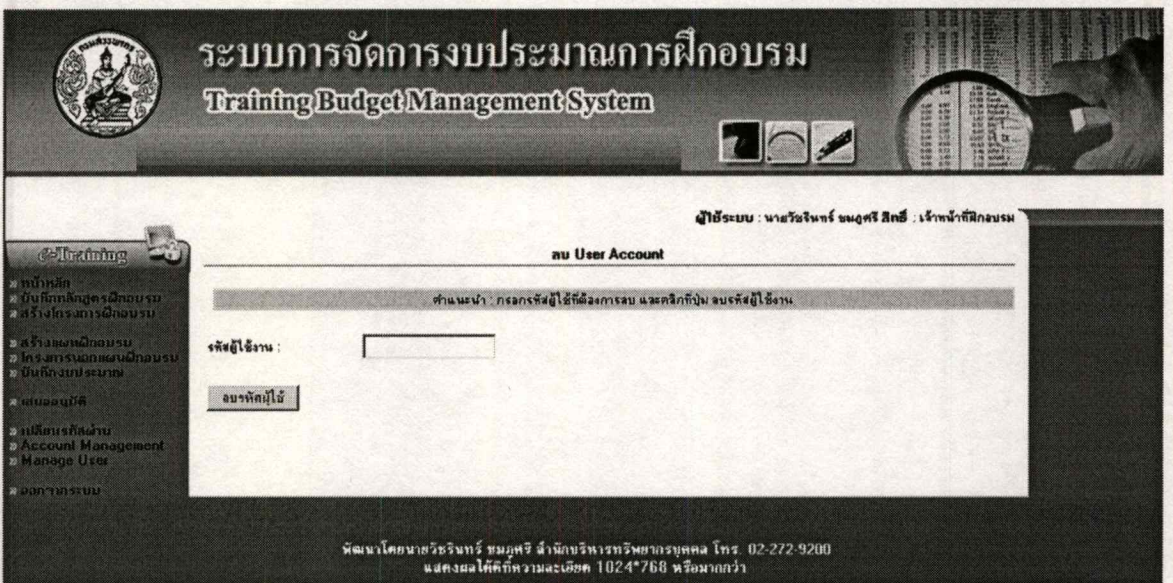 กรมสรรพากร
ระบบการจัดการงบประมาณการฝึกอบรม
Training Budget Management System
ผู้ใช้ระบบ : นายวัชรินทร์ ชมภูศรี สิทธิ์ : เจ้าหน้าที่ฝึกอบรม
e-Training
ลบ User Account
» หน้าหลัก
» บันทึกหลักสูตรฝึกอบรม
» สร้างโครงการฝึกอบรม
คำแนะนำ : กรอกรหัสผู้ใช้ที่ต้องการลบ และคลิกที่ปุ่ม ลบรหัสผู้ใช้งาน
» สร้างแผนฝึกอบรม
» โครงการนอกแผนฝึกอบรม
» บันทึกงบประมาณ
รหัสผู้ใช้งาน :
» เสนออนุมัติ
ลบรหัสผู้ใช้
» เปลี่ยนรหัสผ่าน
» Account Management
» Manage User
» ออกจากระบบ
พัฒนาโดยนายวัชรินทร์ ชมภูศรี สำนักบริหารทรัพยากรบุคคล โทร. 02-272-9200
แสดงผลได้ดีที่ความละเอียด 1024*768 หรือมากกว่า